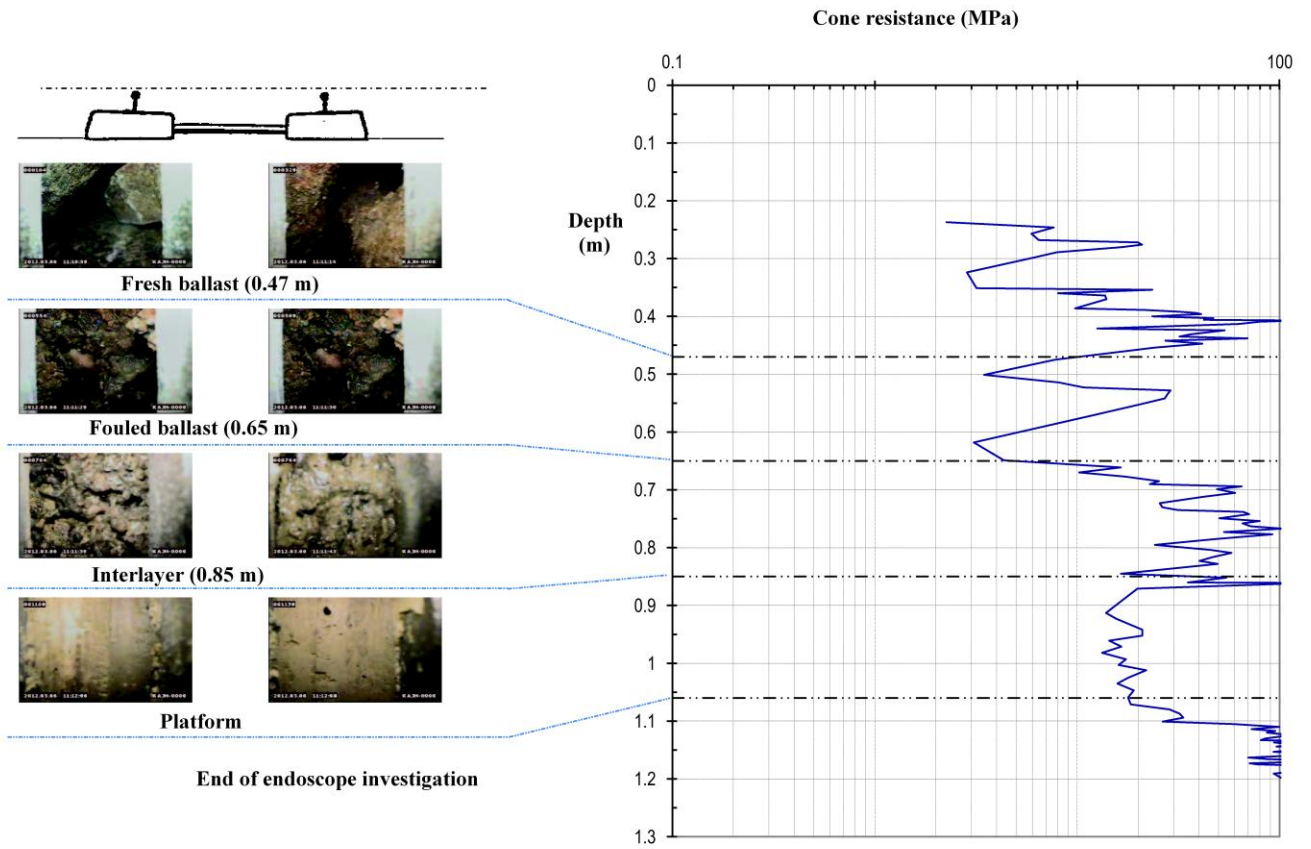 Cone resistance (MPa)
0.1
100
0
0.1
0.2
0.3
0.4
0.5
0.6
0.7
0.8
0.9
1
1.1
1.2
1.3
Depth
(m)
Fresh ballast (0.47 m)
Fouled ballast (0.65 m)
Interlayer (0.85 m)
Platform
End of endoscope investigation